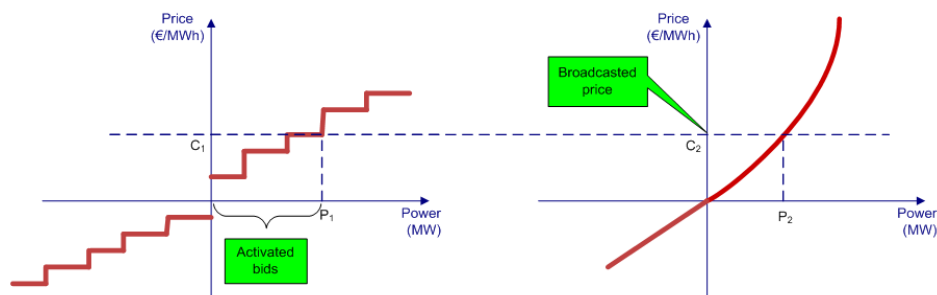 Price
(€/MWh)
C1
P1
Power
(MW)
Activated
bids
Price
(€/MWh)
Broadcasted
price
C2
P2
Power
(MW)